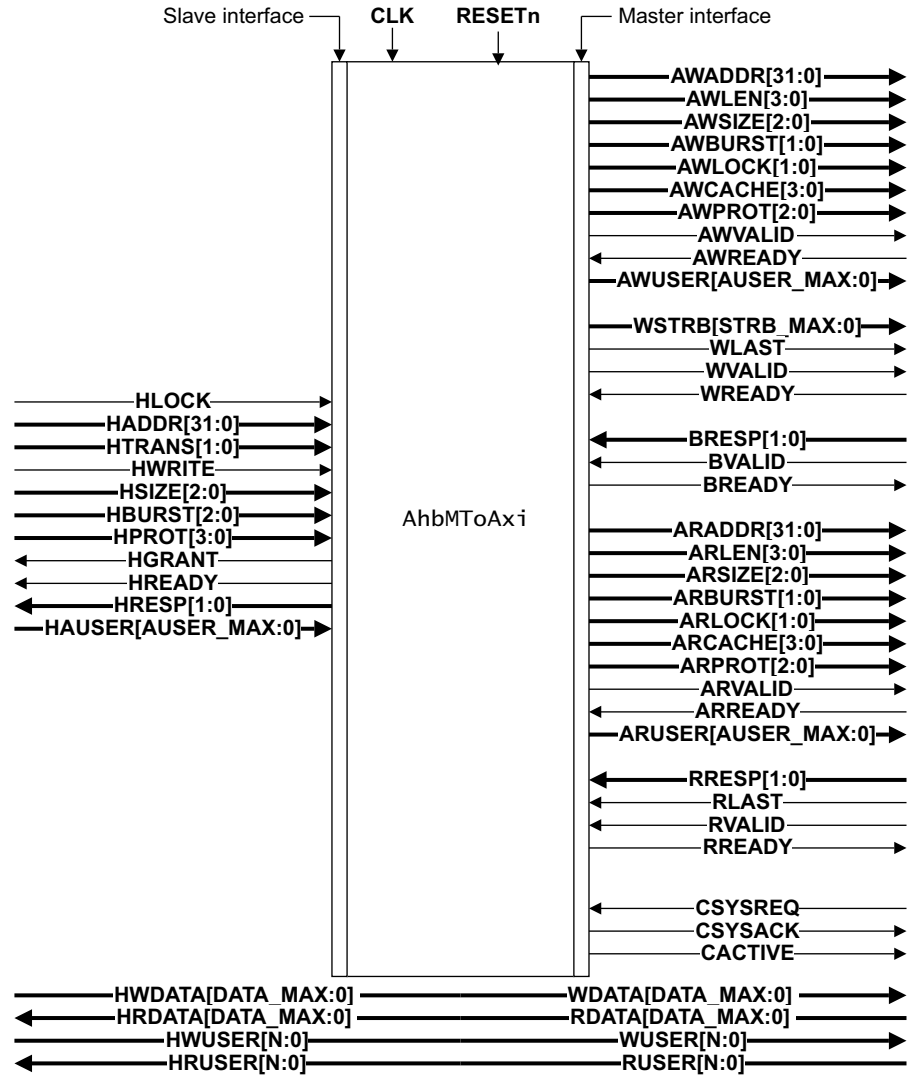 Slave interface CLK RESETn Master interface
AWADDR[31:0]
AWLEN[3:0]
AWSIZE[2:0]
AWBURST[1:0]
AWLOCK[1:0]
AWCACHE[3:0]
AWPROT[2:0]
AWVALID
AWREADY
AWUSER[AUSER_MAX:0]
WSTRB[STRB_MAX:0]
WLAST
WVALID
WREADY
HLOCK
HADDR[31:0]
HTRANS[1:0]
HWRITE
HSIZE[2:0]
HBURST[2:0]
HPROT[3:0]
HGRANT
HREADY
HRESP[1:0]
HAUSER[AUSER_MAX:0]
AhbMToAxi
BRESP[1:0]
BVALID
BREADY
ARADDR[31:0]
ARLEN[3:0]
ARSIZE[2:0]
ARBURST[1:0]
ARLOCK[1:0]
ARCACHE[3:0]
ARPROT[2:0]
ARVALID
ARREADY
ARUSER[AUSER_MAX:0]
RRESP[1:0]
RLAST
RVALID
RREADY
CSYSREQ
CSYSACK
CACTIVE
HWDATA[DATA_MAX:0] WDATA[DATA_MAX:0]
HRDATA[DATA_MAX:0] RDATA[DATA_MAX:0]
HWUSER[N:0] WUSER[N:0]
HRUSER[N:0] RUSER[N:0]